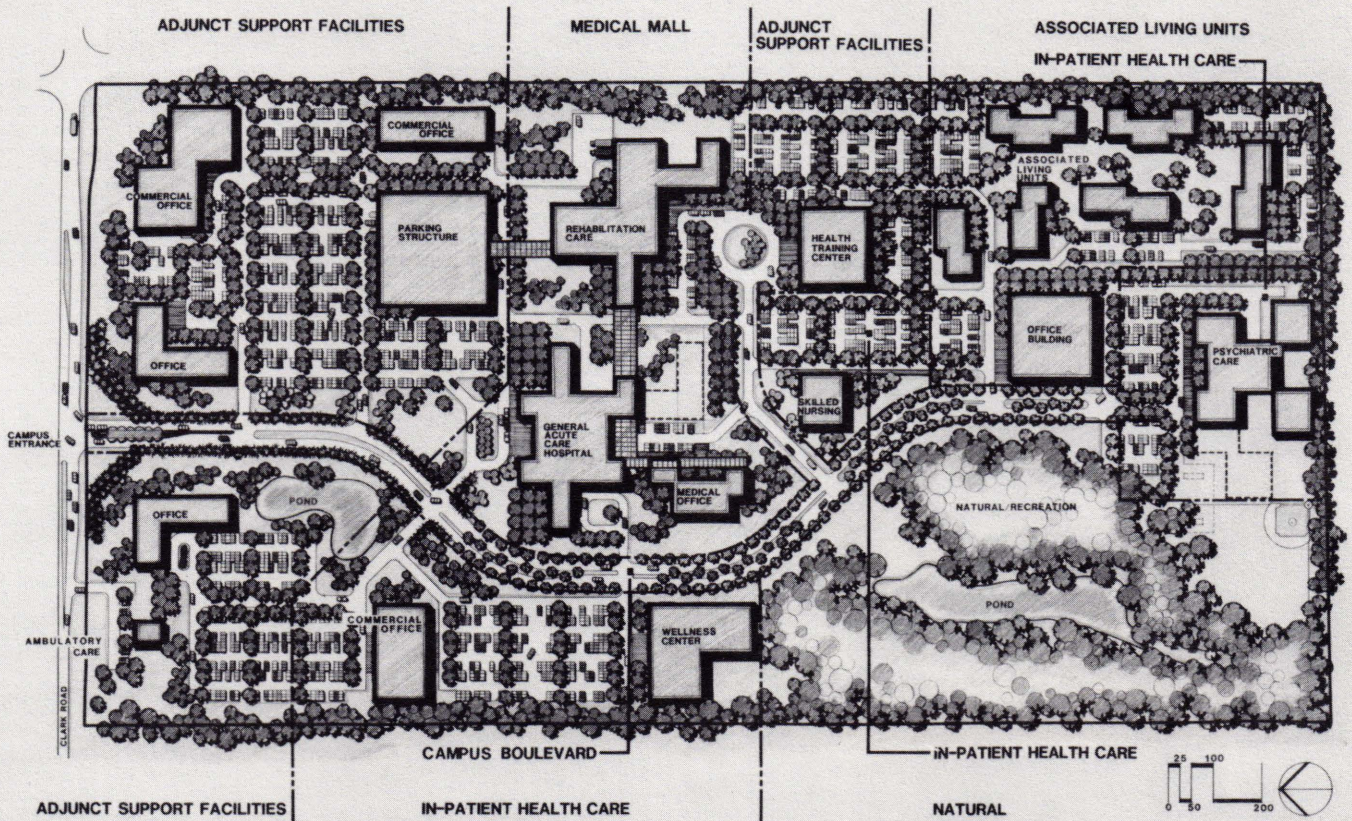 ADJUNCT SUPPORT FACILITIES
MEDICAL MALL
ADJUNCT
SUPPORT FACILITIES
ASSOCIATED LIVING UNITS
IN-PATIENT HEALTH CARE
COMMERCIAL
OFFICE
COMMERCIAL
OFFICE
PARKING
STRUCTURE
REHABILITATION
CARE
HEALTH
TRAINING
CENTER
ASSOCIATED
LIVING
UNITS
OFFICE
OFFICE
BUILDING
PSYCHIATRIC
CARE
SKILLED
NURSING
CAMPUS
ENTRANCE
GENERAL
ACUTE
CARE
HOSPITAL
MEDICAL
OFFICE
POND
OFFICE
NATURAL/RECREATION
POND
COMMERCIAL
OFFICE
WELLNESS
CENTER
AMBULATORY
CARE
CLARK ROAD
CAMPUS BOULEVARD
IN-PATIENT HEALTH CARE
25 100
0 50 200
ADJUNCT SUPPORT FACILITIES
IN-PATIENT HEALTH CARE
NATURAL